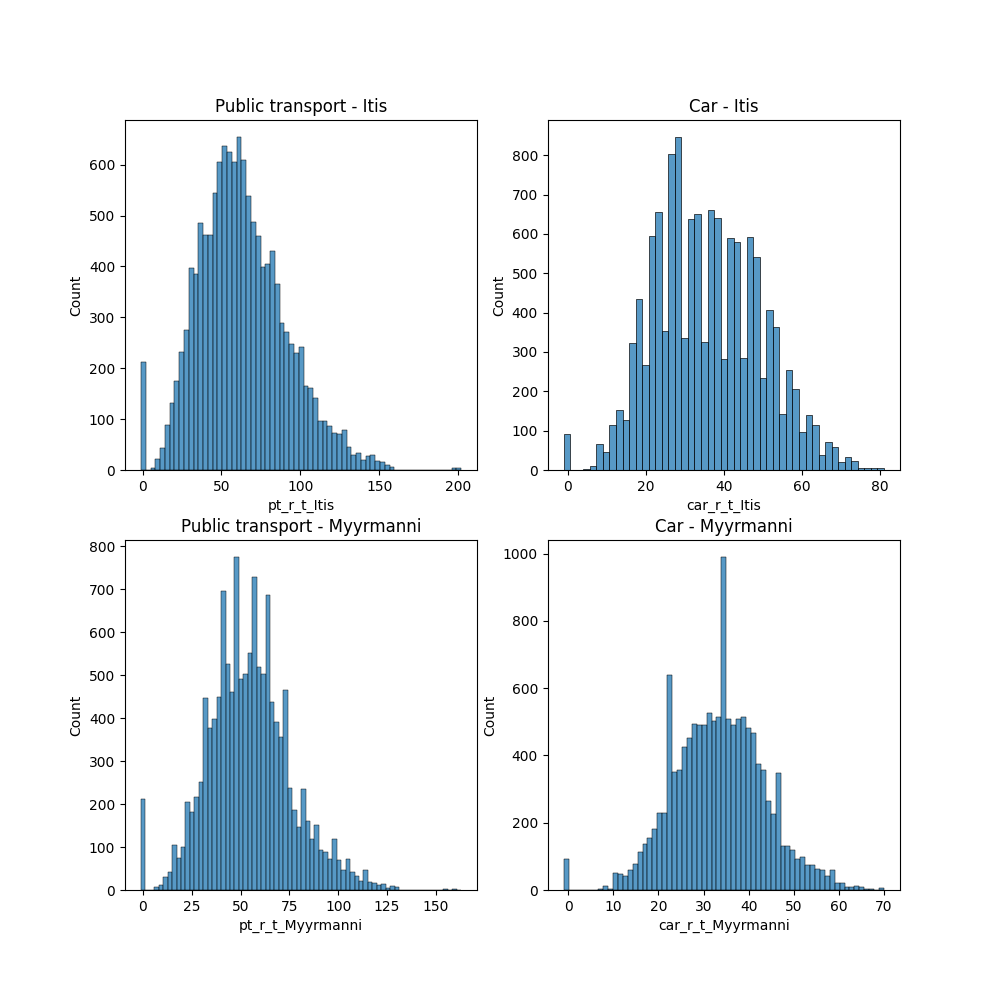 Public transport - Itis
Car - Itis
Count
600
500
400
300
200
100
0
0 50 100 150 200
pt_r_t_Itis
Count
800
700
600
500
400
300
200
100
0
0 20 40 60 80
car_r_t_Itis
Public transport - Myyrmanni
Car - Myyrmanni
Count
800
700
600
500
400
300
200
100
0
0 25 50 75 100 125 150
pt_r_t_Myyrmanni
Count
1000
800
600
400
200
0
0 10 20 30 40 50 60 70
car_r_t_Myyrmanni